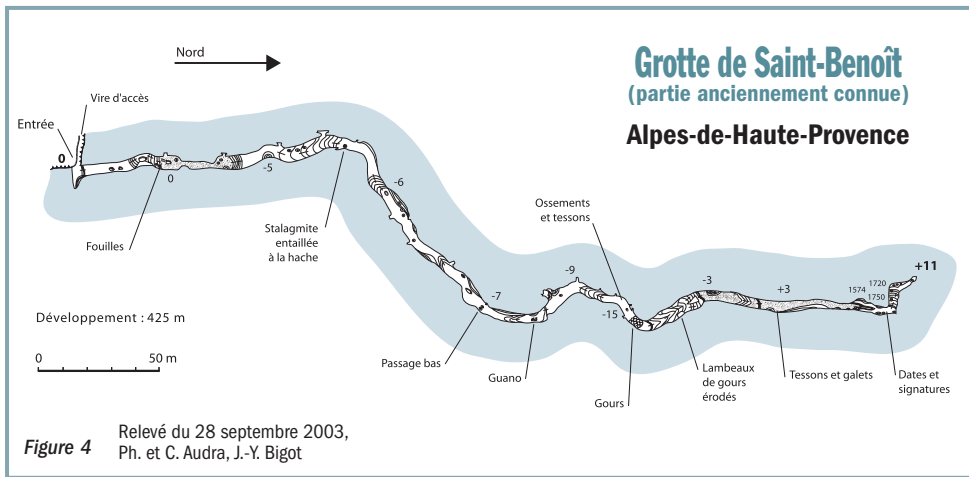 Nord
Grotte de Saint-Benoît
(partie anciennement connue)
Alpes-de-Haute-Provence
Vire d'accès
Entrée
0
0
-5
Fouilles
Stalagmite
entaillée
à la hache
-6
-7
Passage bas
Guano
-9
Ossements
et tessons
-15
Gours
-3
Lambeaux
de gours
érodés
+3
Tessons et galets
1574
1720
1750
+11
Dates et
signatures
Développement : 425 m
0
50 m
Figure 4
Relevé du 28 septembre 2003,
Ph. et C. Audra, J.-Y. Bigot